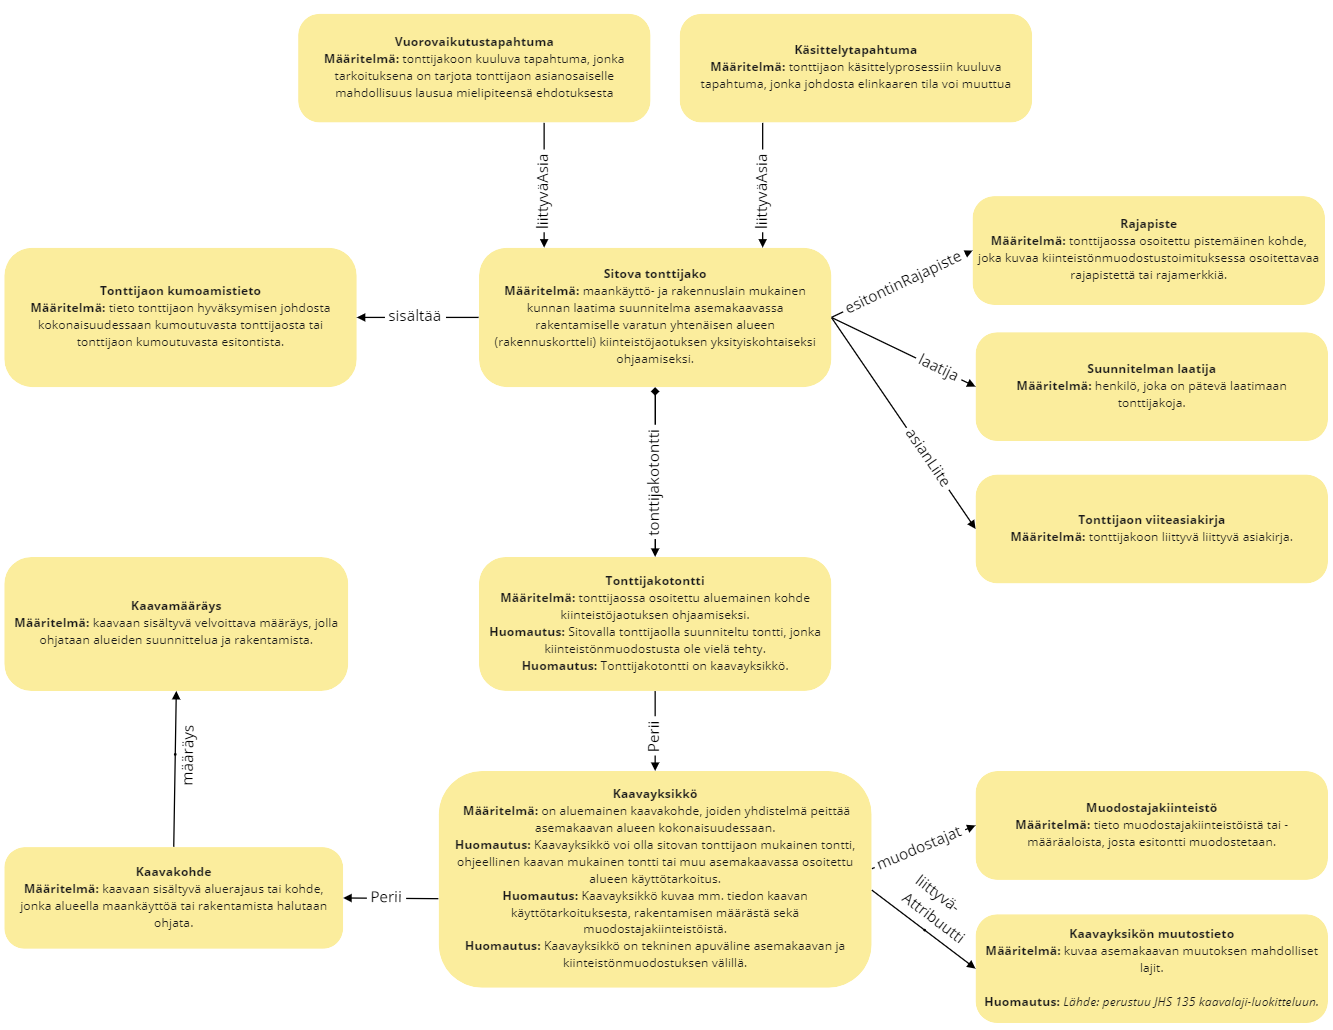 Vuorovaikutustapahtuma
Määritelmä: tonttijakoon kuuluva tapahtuma, jonka
tarkoituksena on tarjota tonttijaon asianosaiselle
mahdollisuus lausua mielipiteensä ehdotuksesta
Käsittelytapahtuma
Määritelmä: tonttijaon käsittelyprosessiin kuuluva
tapahtuma, jonka johdosta elinkaaren tila voi muuttua
liittyväAsia
liittyväAsia
Rajapiste
Määritelmä: tonttijaossa osoitettu pistemäinen kohde,
joka kuvaa kiinteistönmuodostustoimituksessa osoitettavaa
rajapistettä tai rajamerkkiä.
Tonttijaon kumoamistieto
Määritelmä: tieto tonttijaon hyväksymisen johdosta
kokonaisuudessaan kumoutuvasta tonttijaosta tai
tonttijaon kumoutuvasta esitontista.
sisältää
Sitova tonttijako
Määritelmä: maankäyttö- ja rakennuslain mukainen
kunnan laatima suunnitelma asemakaavassa
rakentamiselle varatun yhtenäisen alueen
(rakennuskortteli) kiinteistöjaotuksen yksityiskohtaiseksi
ohjaamiseksi.
esitontinRajapiste
laatija
asianLiite
Suunnitelman laatija
Määritelmä: henkilö, joka on pätevä laatimaan
tonttijakoja.
Tonttijaon viiteasiakirja
Määritelmä: tonttijakoon liittyvä liittyvä asiakirja.
tonttijakotontti
Kaavamääräys
Määritelmä: kaavaan sisältyvä velvoittava määräys, jolla
ohjataan alueiden suunnittelua ja rakentamista.
Tonttijakotontti
Määritelmä: tonttijaossa osoitettu aluemainen kohde
kiinteistöjaotuksen ohjaamiseksi.
Huomautus: Sitovalla tonttijaolla suunniteltu tontti, jonka
kiinteistönmuodostusta ole vielä tehty.
Huomautus: Tonttijakotontti on kaavayksikkö.
määräys
Perii
Kaavayksikkö
Määritelmä: on aluemainen kaavakohde, joiden yhdistelmä peittää
asemakaavan alueen kokonaisuudessaan.
Huomautus: Kaavayksikkö voi olla sitovan tonttijaon mukainen tontti,
ohjeellinen kaavan mukainen tontti tai muu asemakaavassa osoitettu
alueen käyttötarkoitus.
Huomautus: Kaavayksikkö kuvaa mm. tiedon kaavan
käyttötarkoituksesta, rakentamisen määrästä sekä
muodostajakiinteistöistä.
Huomautus: Kaavayksikkö on tekninen apuväline asemakaavan ja
kiinteistönmuodostuksen välillä.
Kaavakohde
Määritelmä: kaavaan sisältyvä aluerajaus tai kohde,
jonka alueella maankäyttöä tai rakentamista halutaan
ohjata.
Perii
muodostajat
liittyvä-
Attribuutti
Muodostajakiinteistö
Määritelmä: tieto muodostajakiinteistöistä tai -
määräaloista, josta esitontti muodostetaan.
Kaavayksikön muutostieto
Määritelmä: kuvaa asemakaavan muutoksen mahdolliset
lajit.
Huomautus: Lähde: perustuu JHS 135 kaavalaji-luokitteluun.